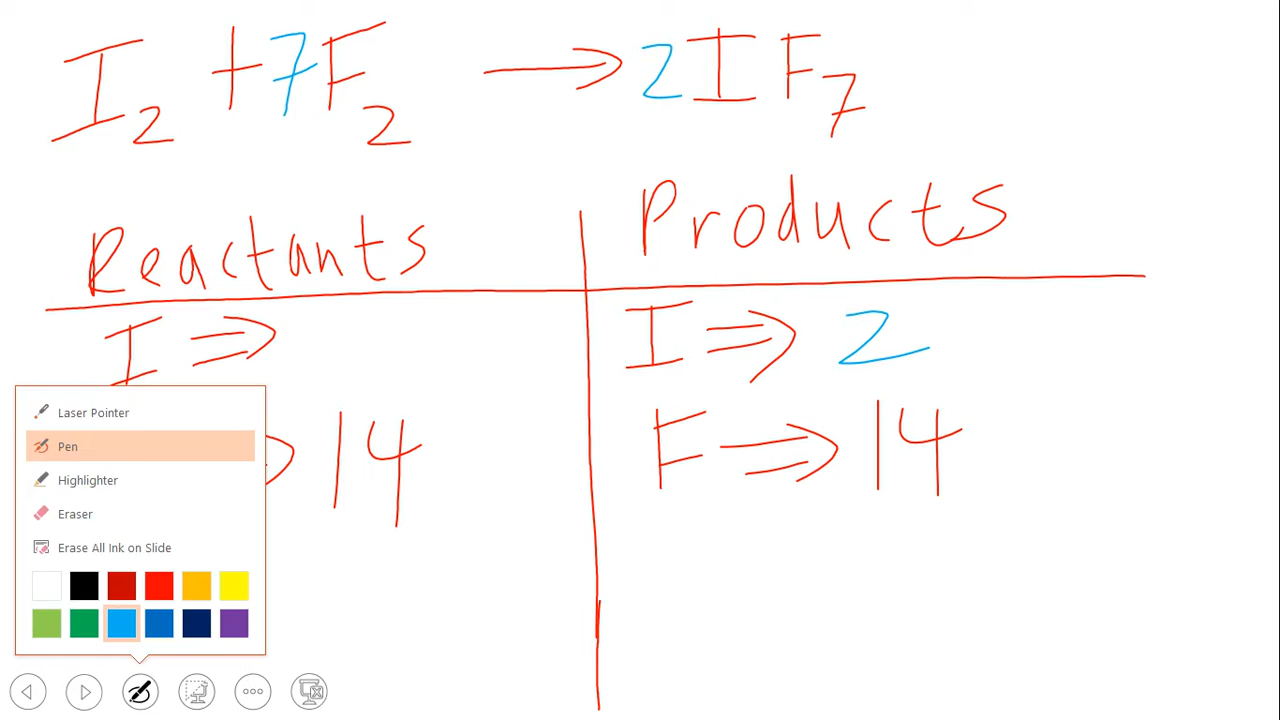 I₂ + 7F₂ → 2IF₇
Reactants Products
I ⇒ I ⇒ 2
⇒ 14 F ⇒ 14
Laser Pointer
Pen
Highlighter
Eraser
Erase All Ink on Slide